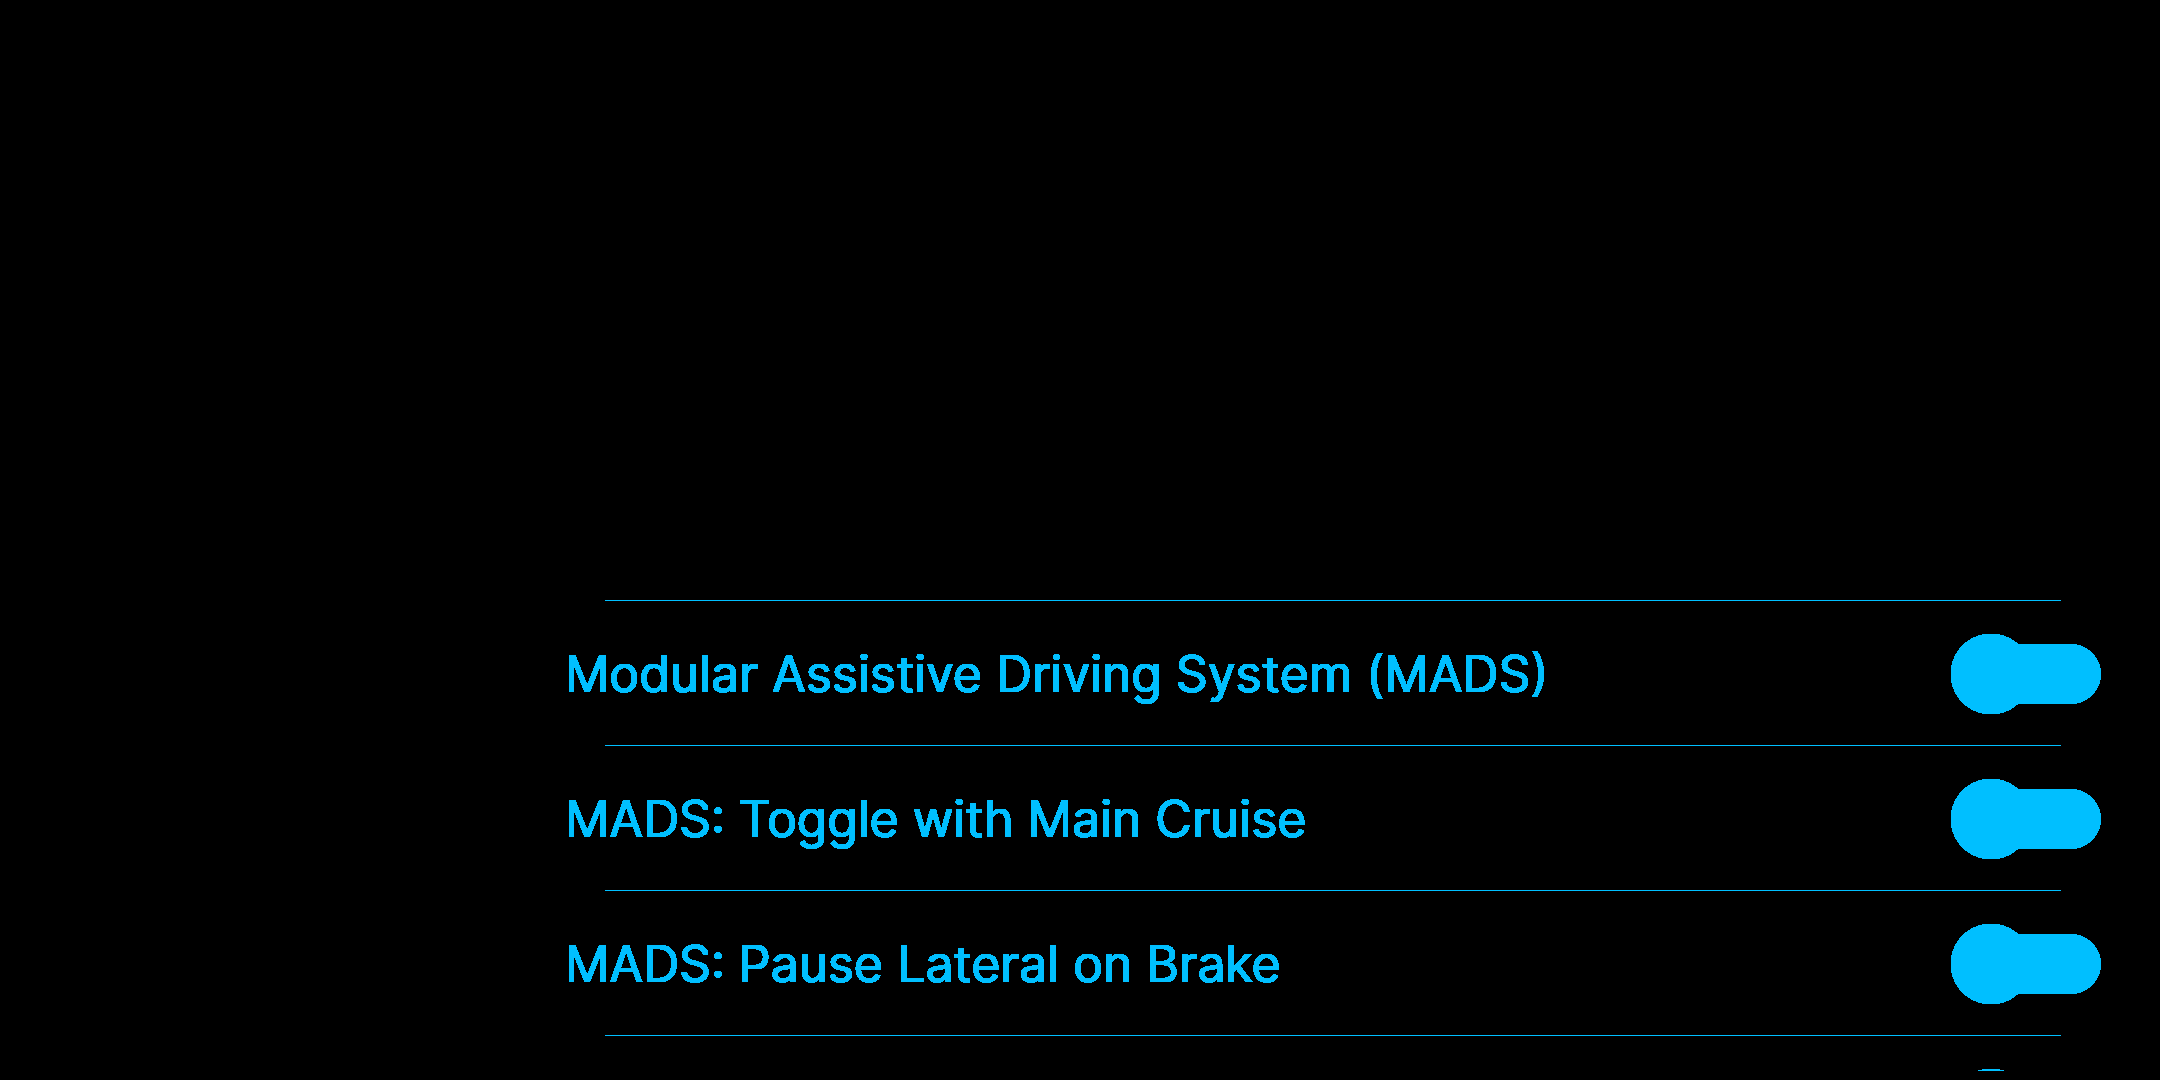 Modular Assistive Driving System (MADS)
MADS: Toggle with Main Cruise
MADS: Pause Lateral on Brake